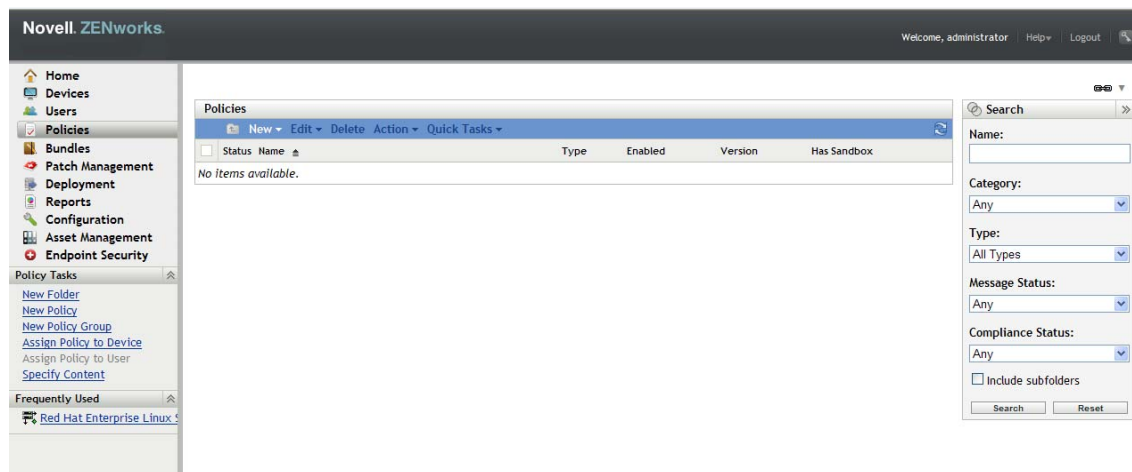 Novell. ZENworks.
Welcome, administrator Help Logout
Home
Devices
Users
Policies
Bundles
Patch Management
Deployment
Reports
Configuration
Asset Management
Endpoint Security
Policy Tasks
New Folder
New Policy
New Policy Group
Assign Policy to Device
Assign Policy to User
Specify Content
Frequently Used
Red Hat Enterprise Linux
Policies
New Edit Delete Action Quick Tasks
Status Name Type Enabled Version Has Sandbox
No items available.
Search
Name:
Category:
Any
Type:
All Types
Message Status:
Any
Compliance Status:
Any
Include subfolders
Search Reset